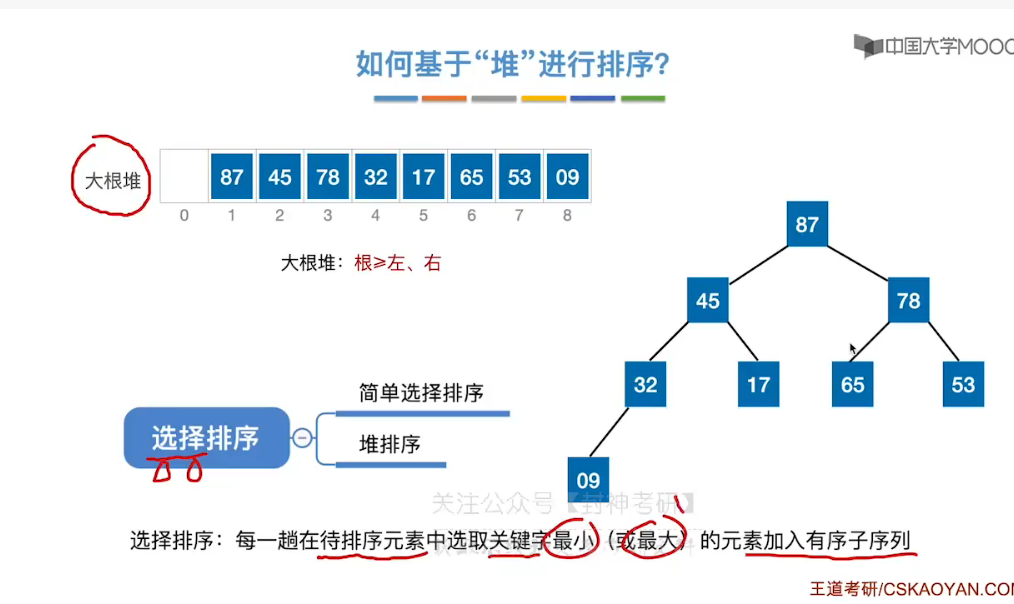 中国大学MOOC
如何基于“堆”进行排序?
大根堆
87 45 78 32 17 65 53 09
0 1 2 3 4 5 6 7 8
大根堆：根≥左、右
87
45 78
32 17 65 53
09
简单选择排序
选择排序
堆排序
关注公众号【封神考研】
选择排序：每一趟在待排序元素中选取关键字最小（或最大）的元素加入有序子序列
王道考研/CSKAOYAN.COM